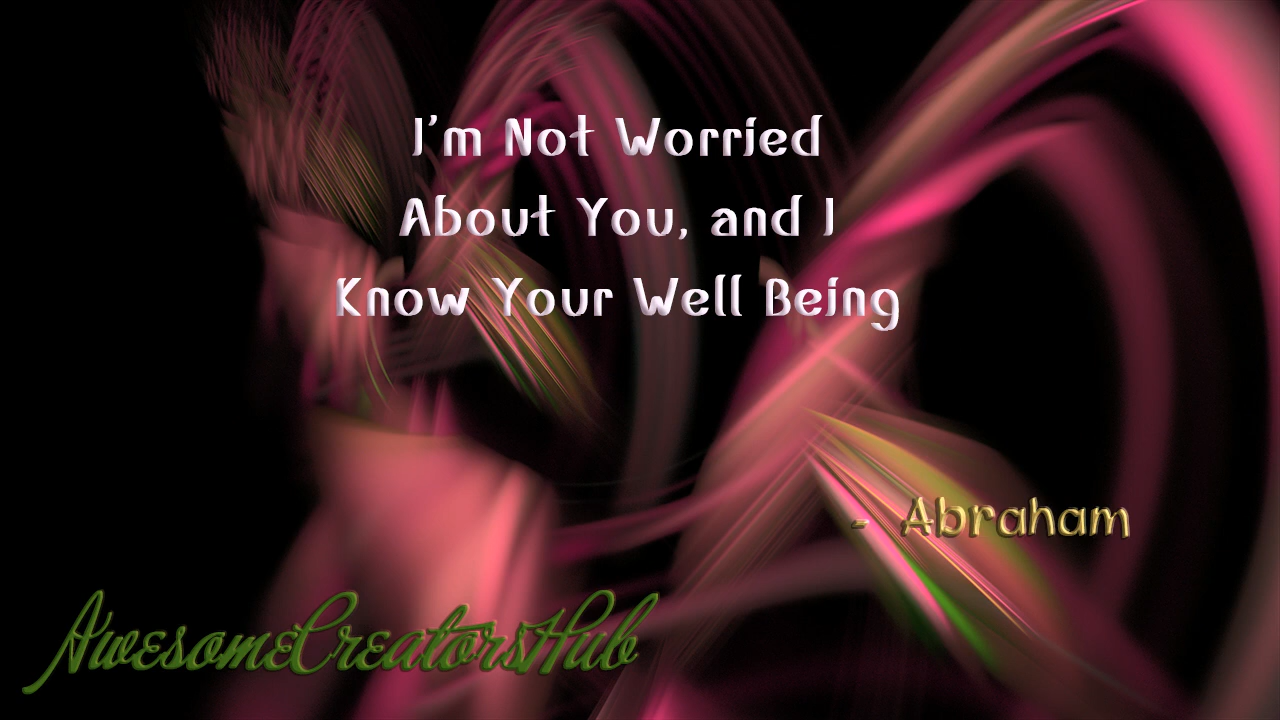 I'm Not Worried
About You, and I
Know Your Well Being
- Abraham
AwesomeCreatorsHub